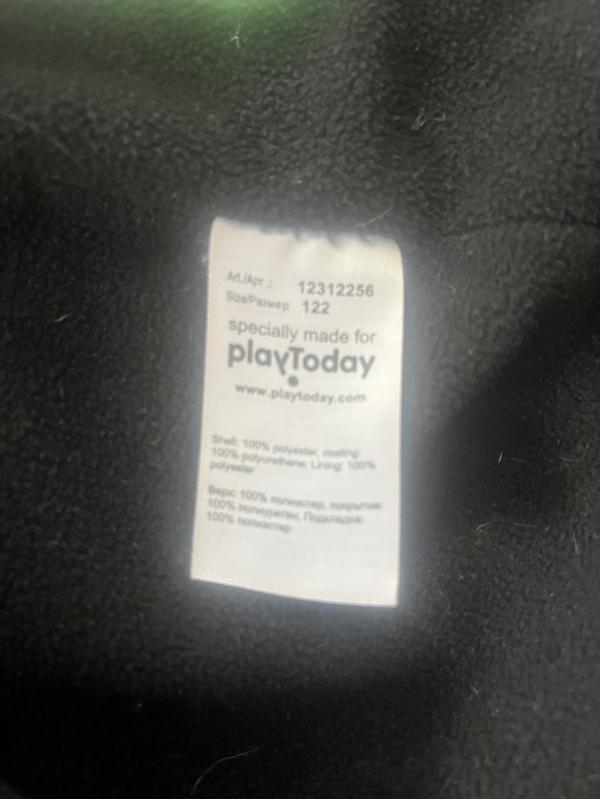 Art./Арт.: 12312256
Size/Размер: 122
specially made for
playToday
www.playtoday.com
Shell: 100% polyester, coating:
100% polyurethane; Lining: 100%
polyester
Верх: 100% полиэстер, покрытие:
100% полиуретан; Подкладка:
100% полиэстер